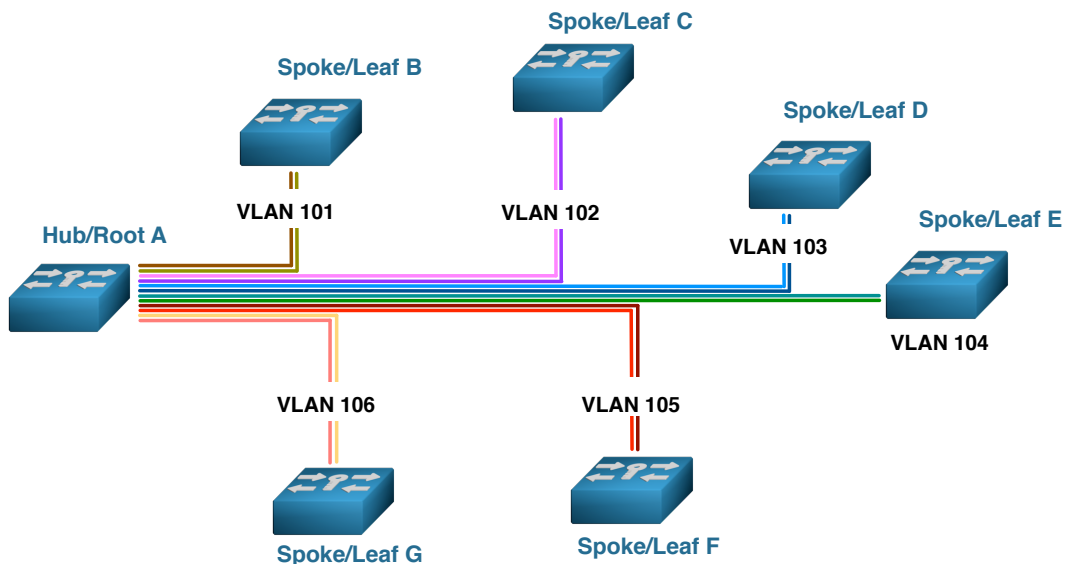 Spoke/Leaf C
Spoke/Leaf B
Spoke/Leaf D
VLAN 101
VLAN 102
Hub/Root A
Spoke/Leaf E
VLAN 103
VLAN 104
VLAN 106
VLAN 105
Spoke/Leaf F
Spoke/Leaf G